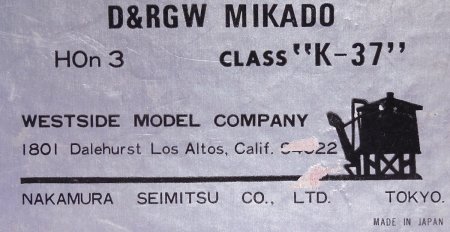 D&RGW MIKADO
HOn 3 CLASS "K-37"
WESTSIDE MODEL COMPANY
1801 Dalehurst Los Altos, Calif.
NAKAMURA SEIMITSU CO., LTD. TOKYO.
MADE IN JAPAN